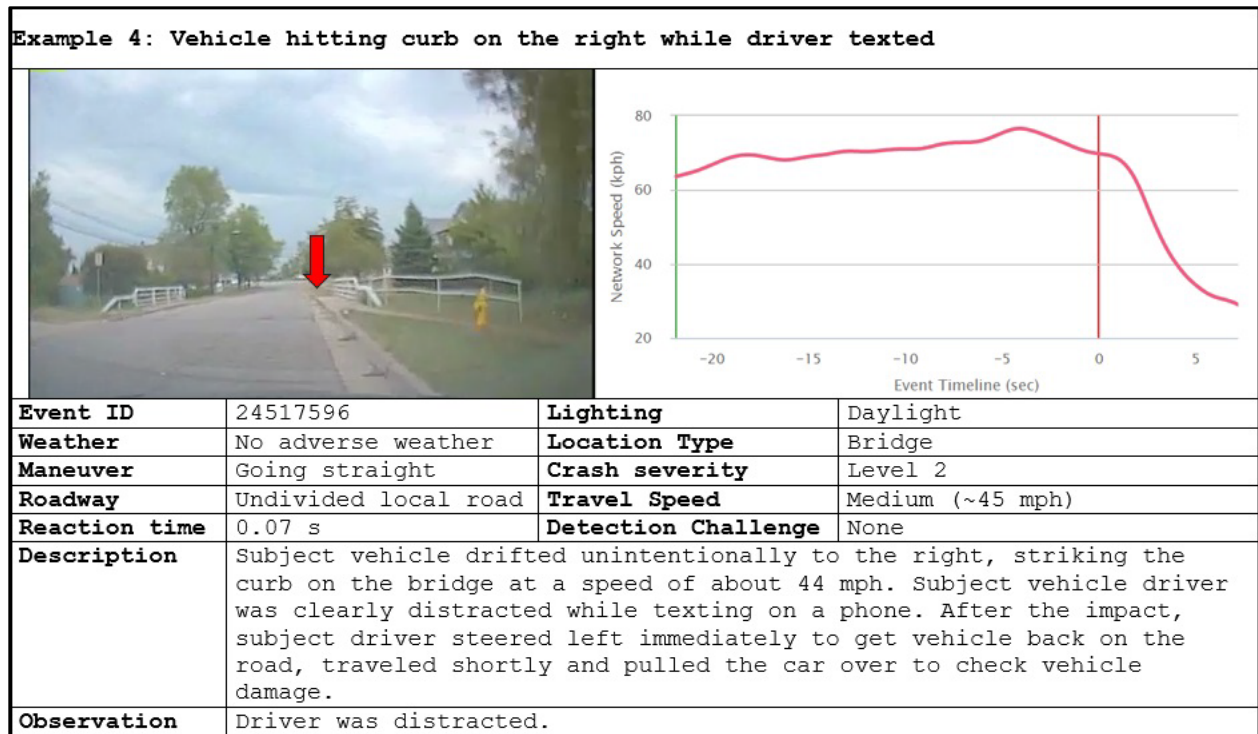 Example 4: Vehicle hitting curb on the right while driver texted
80
60
40
20
Network Speed (kph)
-20 -15 -10 -5 0 5
Event Timeline (sec)
Event ID 24517596 Lighting Daylight
Weather No adverse weather Location Type Bridge
Maneuver Going straight Crash severity Level 2
Roadway Undivided local road Travel Speed Medium (~45 mph)
Reaction time 0.07 s Detection Challenge None
Description Subject vehicle drifted unintentionally to the right, striking the
curb on the bridge at a speed of about 44 mph. Subject vehicle driver
was clearly distracted while texting on a phone. After the impact,
subject driver steered left immediately to get vehicle back on the
road, traveled shortly and pulled the car over to check vehicle
damage.
Observation Driver was distracted.